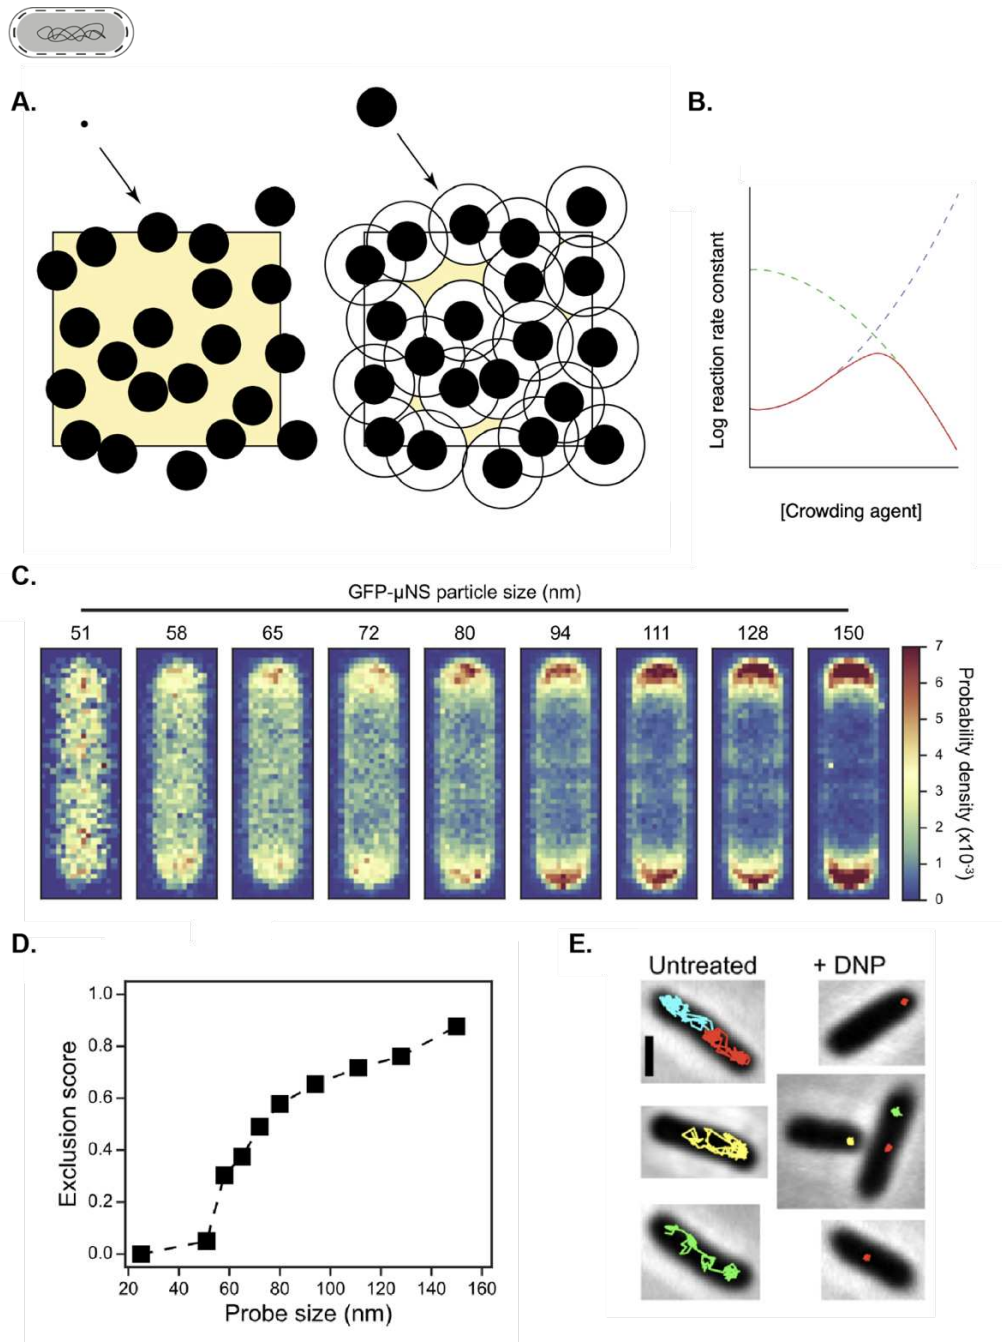 A.
B.
Log reaction rate constant
[Crowding agent]
C.
GFP-µNS particle size (nm)
51 58 65 72 80 94 111 128 150
7
6
5
4
3
2
1
0
Probability density (x10⁻³)
D.
Exclusion score
1.0
0.8
0.6
0.4
0.2
0.0
20 40 60 80 100 120 140 160
Probe size (nm)
E.
Untreated + DNP